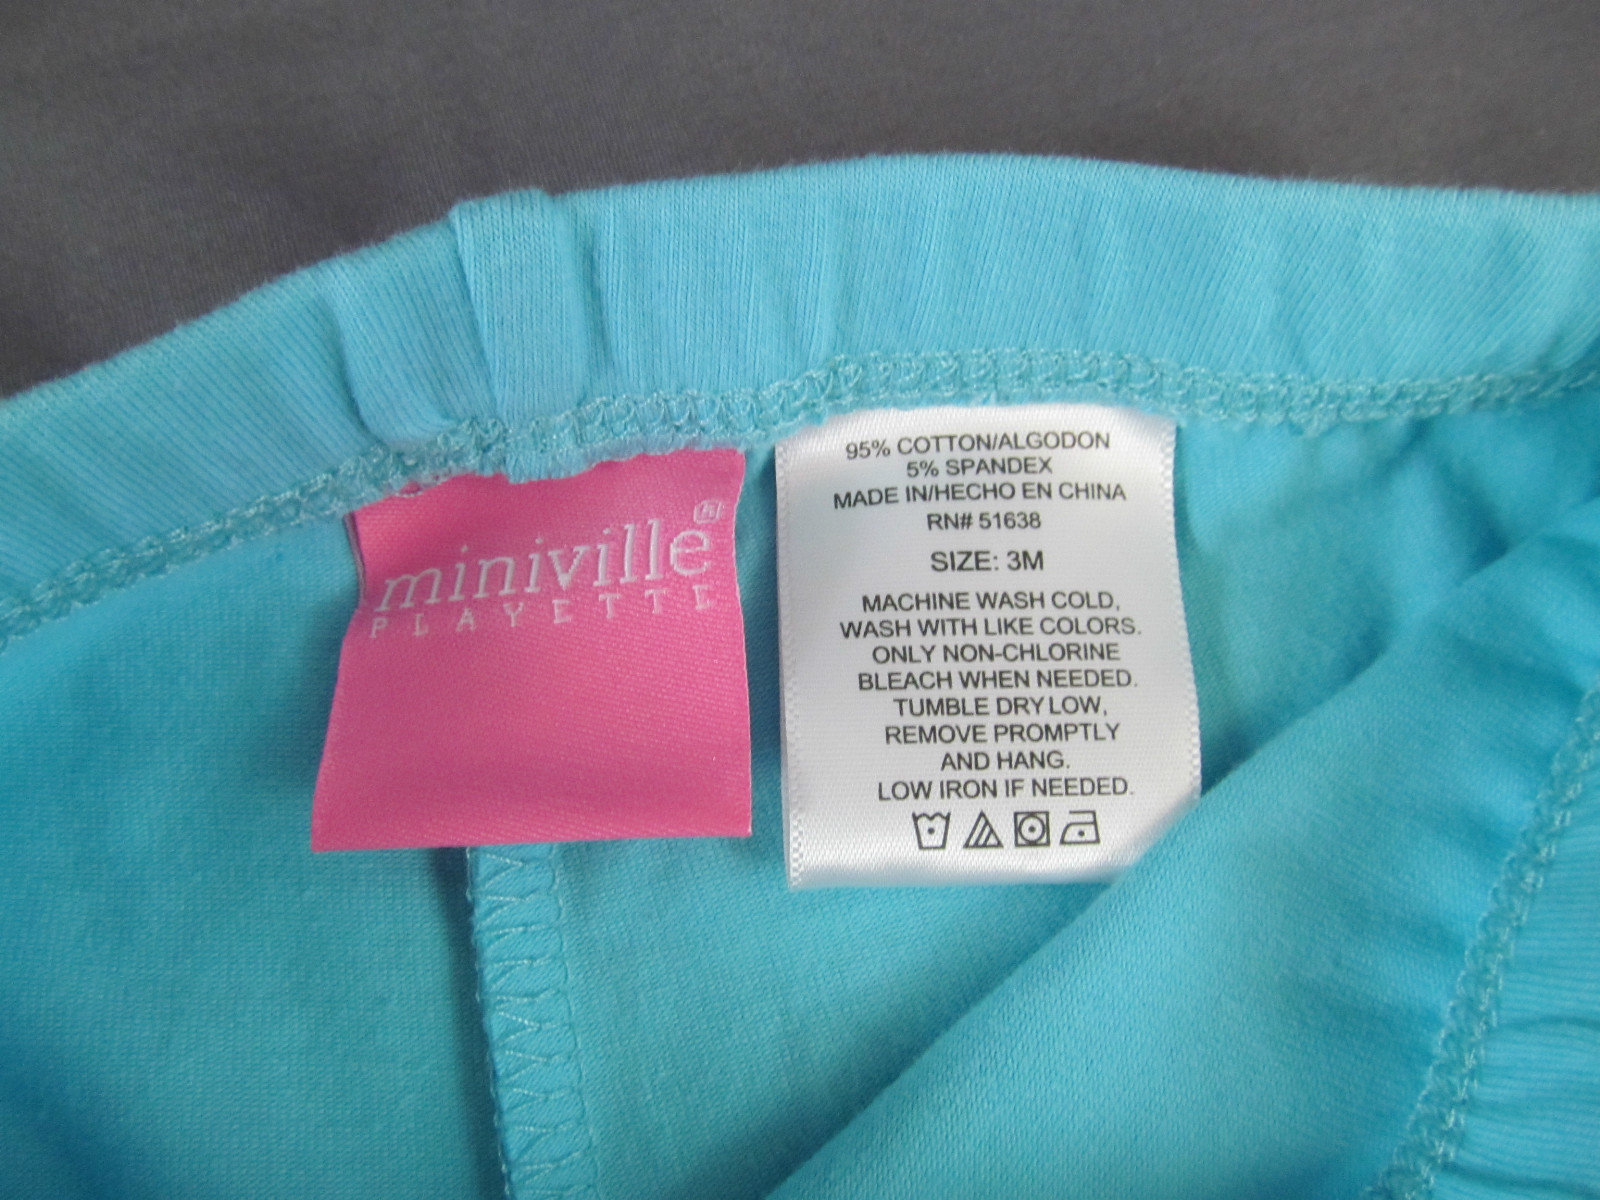 miniville®
PLAYETTE
95% COTTON/ALGODON
5% SPANDEX
MADE IN/HECHO EN CHINA
RN# 51638
SIZE: 3M
MACHINE WASH COLD,
WASH WITH LIKE COLORS.
ONLY NON-CHLORINE
BLEACH WHEN NEEDED.
TUMBLE DRY LOW,
REMOVE PROMPTLY
AND HANG.
LOW IRON IF NEEDED.